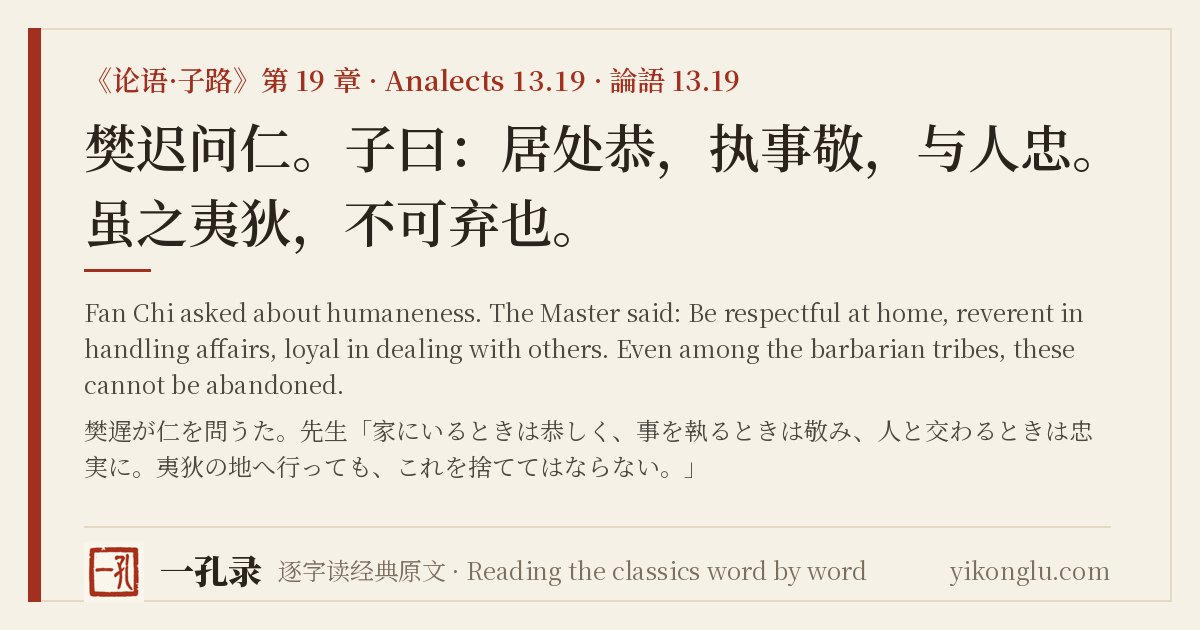 《论语·子路》第 19 章 · Analects 13.19 · 論語 13.19
樊迟问仁。子曰：居处恭，执事敬，与人忠。
虽之夷狄，不可弃也。
Fan Chi asked about humaneness. The Master said: Be respectful at home, reverent in
handling affairs, loyal in dealing with others. Even among the barbarian tribes, these
cannot be abandoned.
樊遅が仁を問うた。先生「家にいるときは恭しく、事を執るときは敬み、人と交わるときは忠
実に。夷狄の地へ行っても、これを捨ててはならない。」
一孔
一孔录 逐字读经典原文 · Reading the classics word by word yikonglu.com